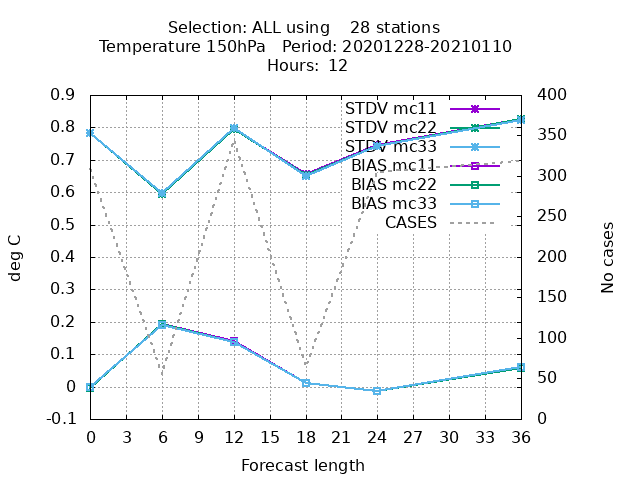 Selection: ALL using    28 stations
Temperature 150hPa   Period: 20201228-20210110
Hours: 12
deg C
No cases
0.9
0.8
0.7
0.6
0.5
0.4
0.3
0.2
0.1
0
-0.1
400
350
300
250
200
150
100
50
0
STDV mc11
STDV mc22
STDV mc33
BIAS mc11
BIAS mc22
BIAS mc33
CASES
0 3 6 9 12 15 18 21 24 27 30 33 36
Forecast length